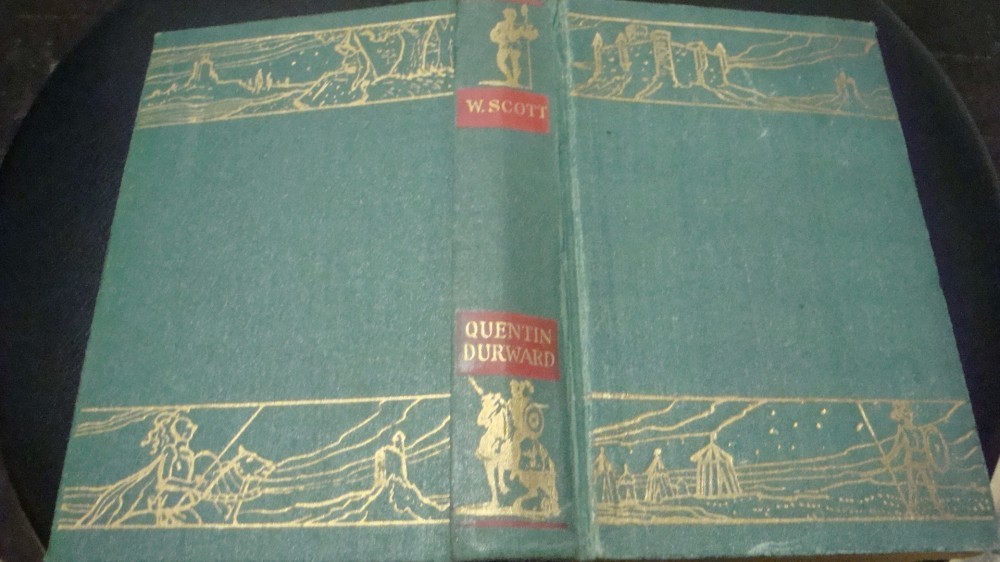 W. SCOTT
QUENTIN
DURWARD